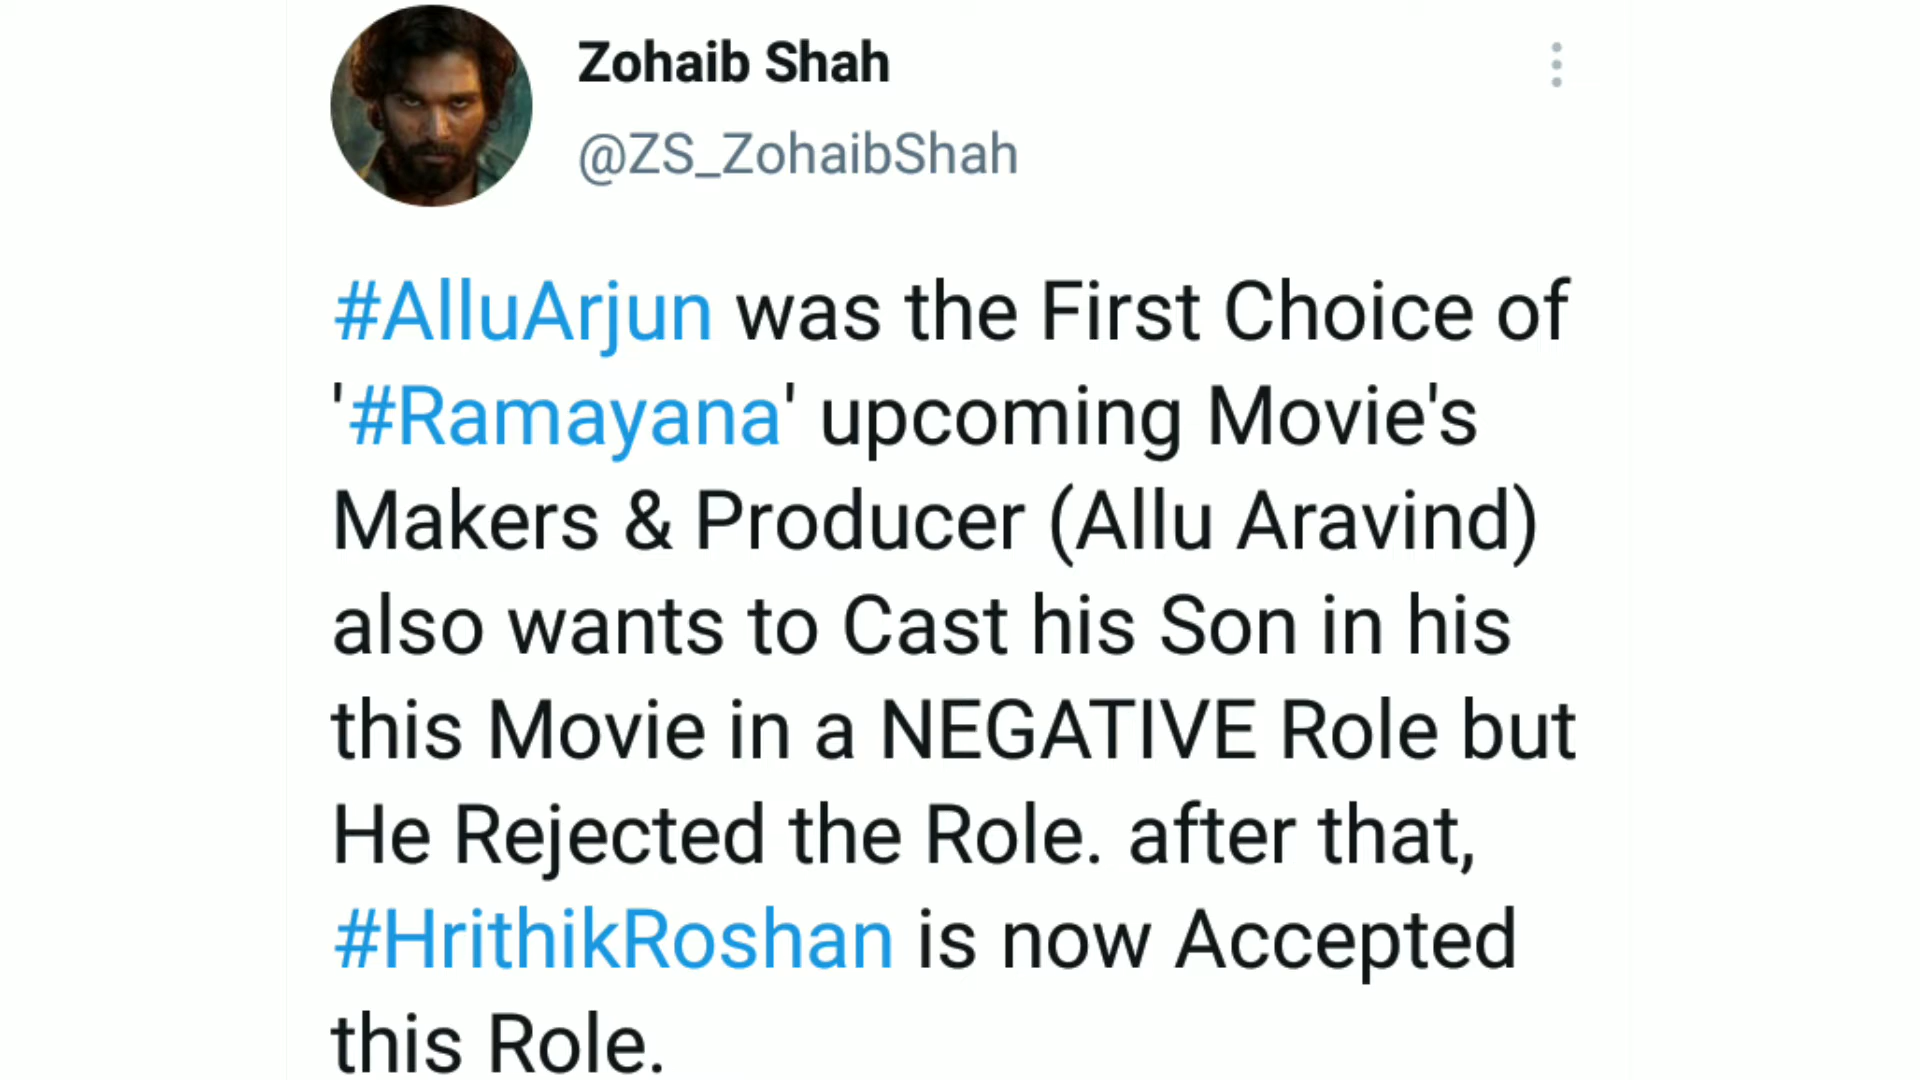 Zohaib Shah
@ZS_ZohaibShah
#AlluArjun was the First Choice of
'#Ramayana' upcoming Movie's
Makers & Producer (Allu Aravind)
also wants to Cast his Son in his
this Movie in a NEGATIVE Role but
He Rejected the Role. after that,
#HrithikRoshan is now Accepted
this Role.